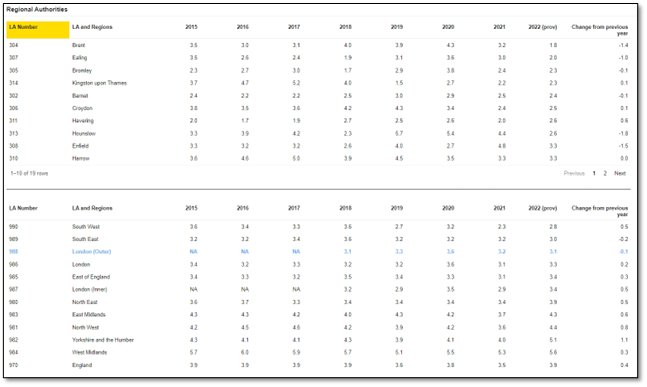 Regional Authorities
LA Number LA and Regions 2015 2016 2017 2018 2019 2020 2021 2022 (prov) Change from previous year
304 Brent 3.5 3.0 3.1 4.0 3.9 4.3 3.2 1.8 -1.4
307 Ealing 3.5 2.6 2.4 1.9 3.1 3.6 3.0 2.0 -1.0
305 Bromley 2.3 2.7 3.0 1.7 2.9 3.8 2.4 2.3 -0.1
314 Kingston upon Thames 3.7 4.7 5.2 4.0 1.5 2.7 2.2 2.3 0.1
302 Barnet 2.4 2.2 2.2 2.5 3.0 2.9 2.5 2.4 -0.1
306 Croydon 3.8 3.5 3.6 4.2 4.3 3.4 2.4 2.5 0.1
311 Havering 2.0 1.7 1.9 2.7 2.5 2.6 2.0 2.6 0.6
313 Hounslow 3.3 3.9 4.2 2.3 5.7 5.4 4.4 2.6 -1.8
308 Enfield 3.3 3.2 3.2 2.6 4.0 2.7 4.8 3.3 -1.5
310 Harrow 3.6 4.6 5.0 3.9 4.5 3.5 3.3 3.3 0.0
1–10 of 19 rows Previous 1 2 Next
LA Number LA and Regions 2015 2016 2017 2018 2019 2020 2021 2022 (prov) Change from previous year
990 South West 3.6 3.4 3.3 3.6 2.7 3.2 2.3 2.8 0.5
989 South East 3.2 3.2 3.4 3.6 3.2 3.2 3.2 3.0 -0.2
988 London (Outer) NA NA NA 3.1 3.3 3.6 3.2 3.1 -0.1
986 London 3.4 3.2 3.3 3.2 3.2 3.6 3.1 3.3 0.2
985 East of England 3.4 3.3 3.2 3.5 3.4 3.3 3.1 3.4 0.3
987 London (Inner) NA NA NA 3.2 2.9 3.5 2.9 3.4 0.5
980 North East 3.6 3.7 3.3 3.4 3.4 3.4 3.4 3.9 0.5
983 East Midlands 4.3 4.3 4.2 4.0 4.3 4.2 3.7 4.3 0.6
981 North West 4.2 4.5 4.6 4.2 3.9 4.2 3.6 4.4 0.8
982 Yorkshire and the Humber 4.3 4.1 4.1 4.3 3.9 4.1 4.0 5.1 1.1
984 West Midlands 5.7 6.0 5.9 5.7 5.1 5.5 5.3 5.6 0.3
970 England 3.9 3.9 3.9 3.9 3.6 3.8 3.5 3.9 0.4